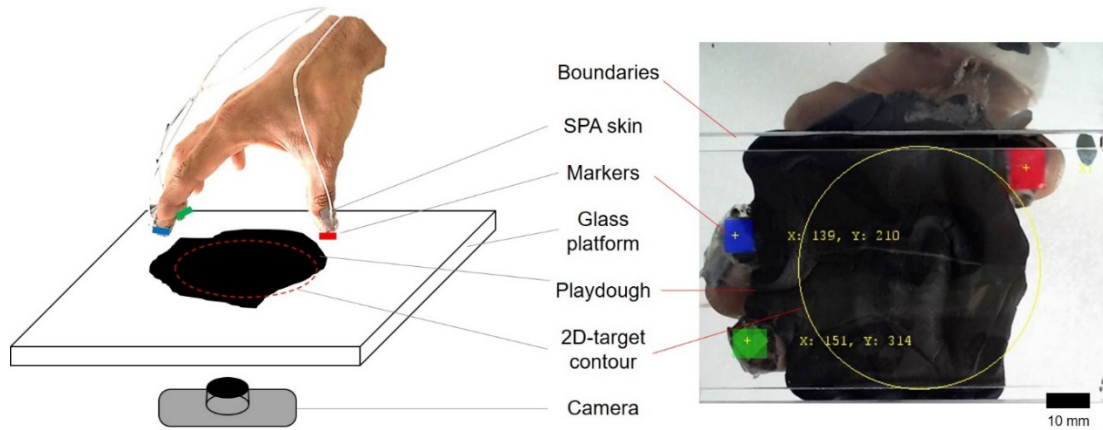 Boundaries
SPA skin
Markers
Glass
platform
Playdough
2D-target
contour
Camera
X: 139, Y: 210
X: 151, Y: 314
10 mm